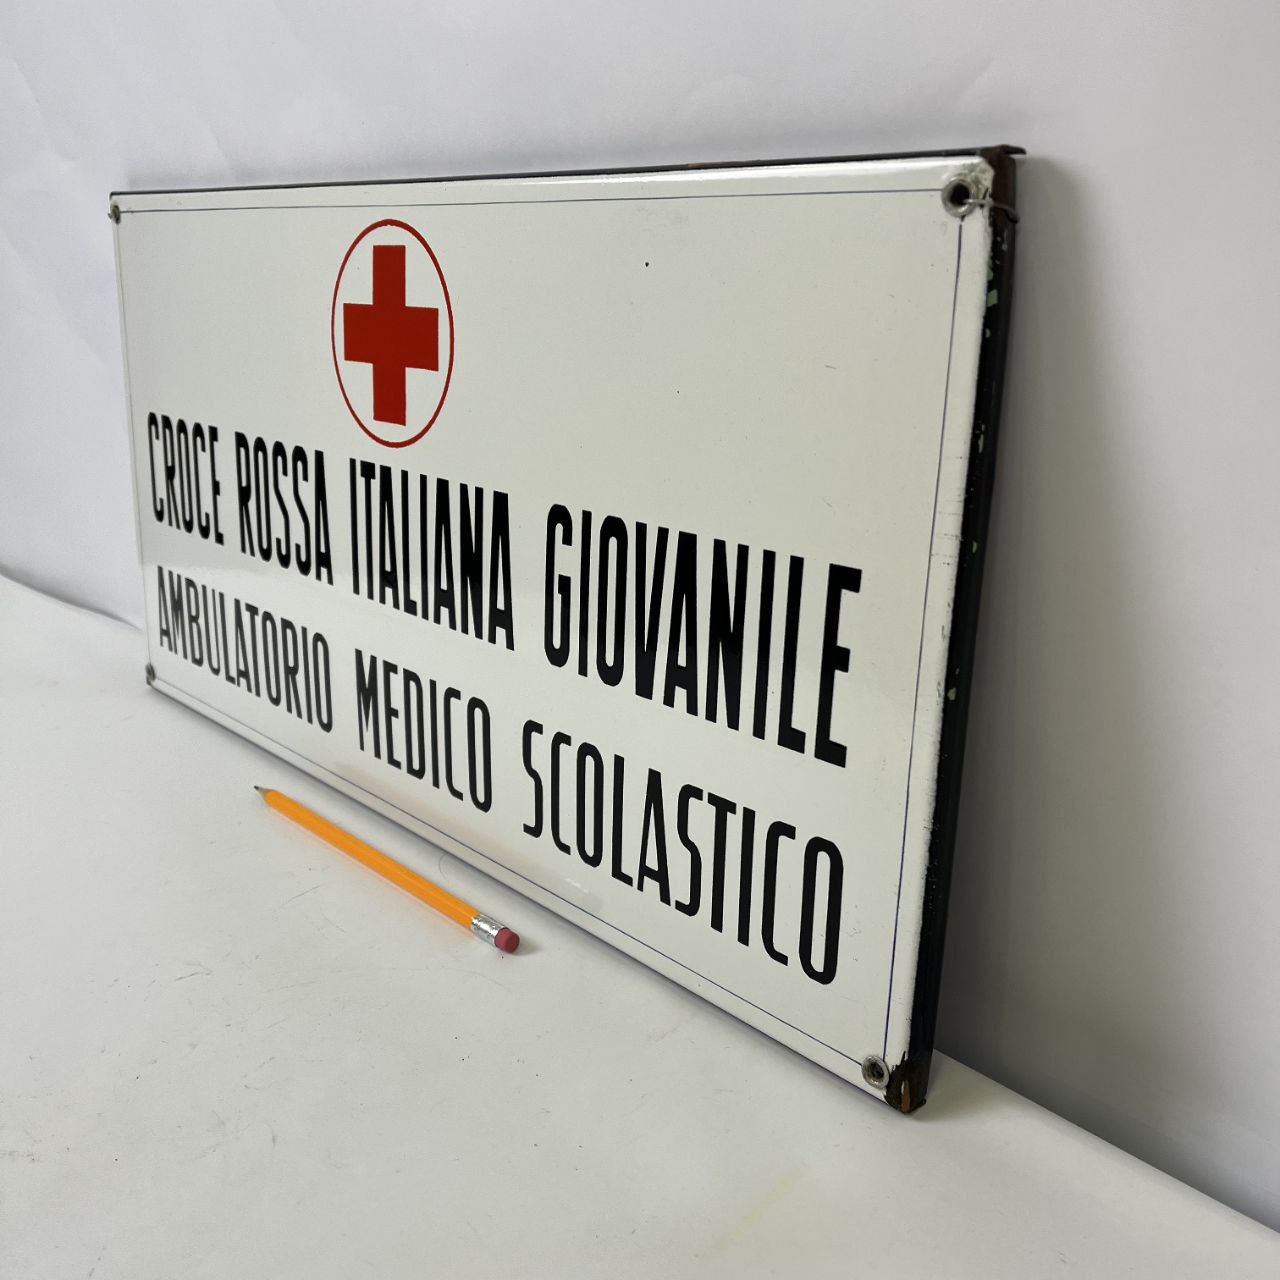 CROCE ROSSA ITALIANA GIOVANILE
AMBULATORIO MEDICO SCOLASTICO